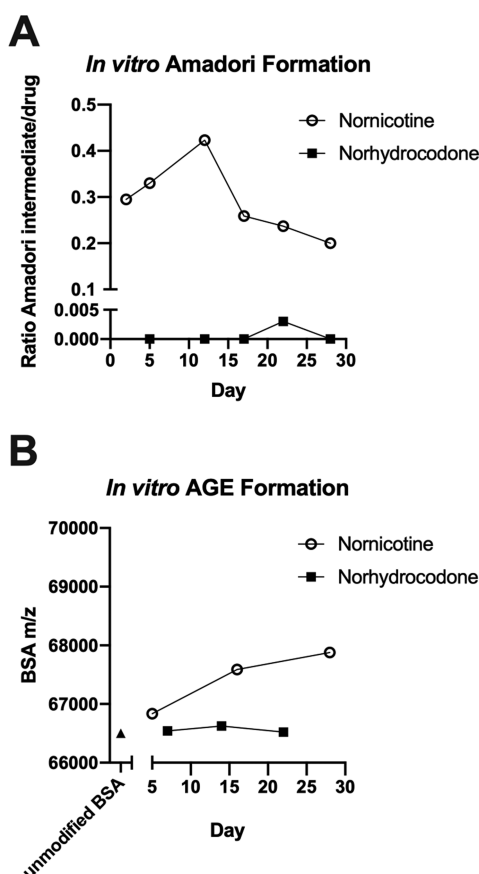 A
In vitro Amadori Formation
Ratio Amadori intermediate/drug
0.5
0.4
0.3
0.2
0.1
0.005
0.000
0 5 10 15 20 25 30
Day
Nornicotine
Norhydrocodone
B
In vitro AGE Formation
BSA m/z
70000
69000
68000
67000
66000
unmodified BSA
5 10 15 20 25 30
Day
Nornicotine
Norhydrocodone